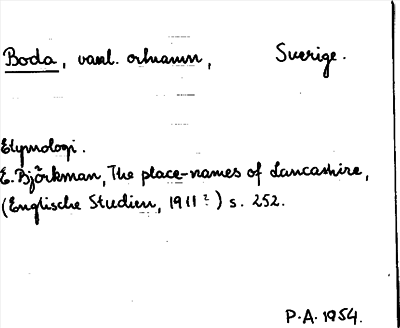 Boda, vanl. ortnamn, Sverige.
Etymologi.
E. Björkman, The place-names of Lancashire,
(Englische Studien, 1911?) s. 252.
P.A. 1954.